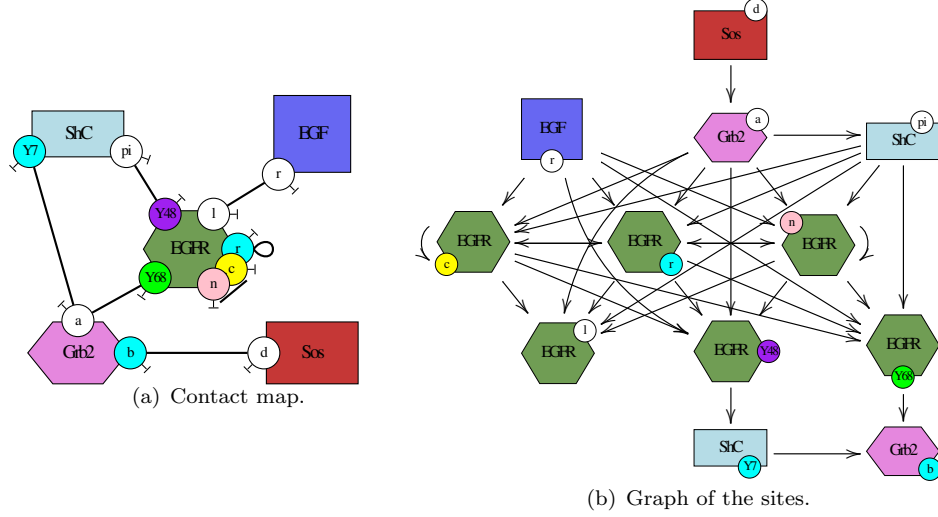 d
Sos
ShC
Y7
pi
EGF
r
Y48
l
EGFR
r
c
Y68
n
a
Grb2
b
d
Sos
(a) Contact map.
EGF
r
a
Grb2
pi
ShC
EGFR
c
EGFR
r
n
EGFR
l
EGFR
EGFR
Y48
EGFR
Y68
ShC
Y7
Grb2
b
(b) Graph of the sites.